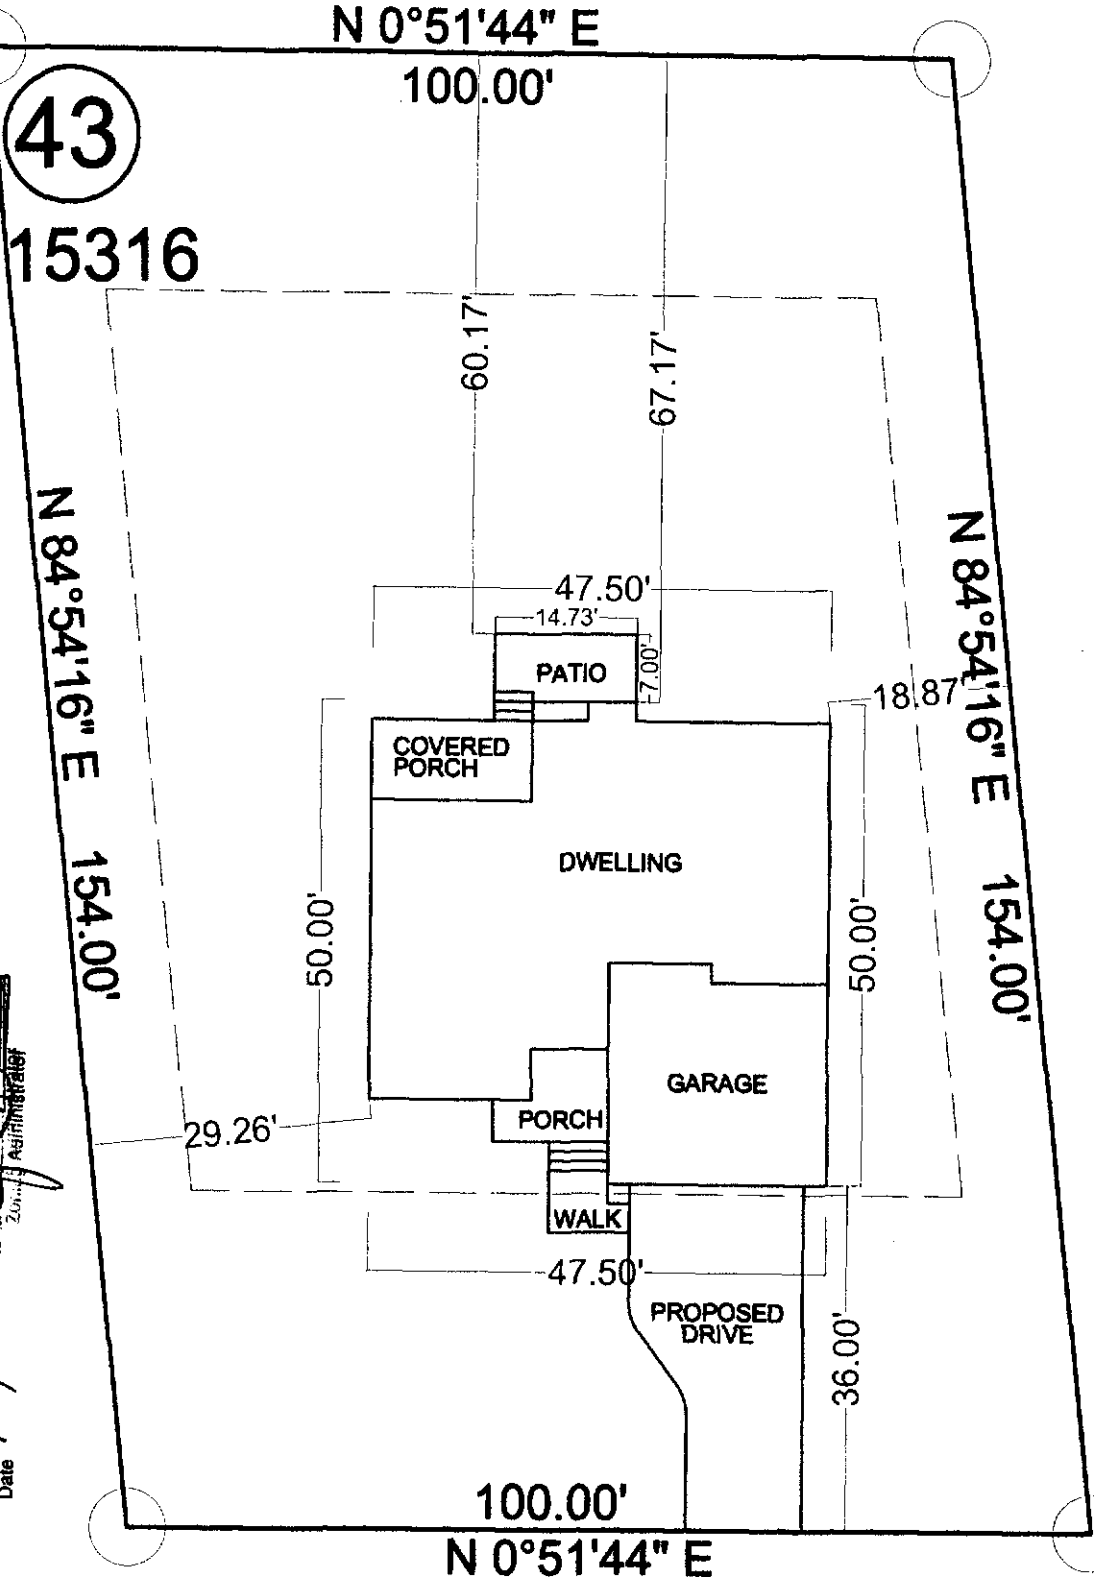 N 0°51'44" E
100.00'
43
15316
60.17'
67.17'
N 84°54'16" E 154.00'
N 84°54'16" E 154.00'
47.50'
14.73'
PATIO
7.00'
18.87'
COVERED
PORCH
DWELLING
50.00'
50.00'
GARAGE
PORCH
29.26'
WALK
47.50'
PROPOSED
DRIVE
36.00'
Administrator
Date
100.00'
N 0°51'44" E